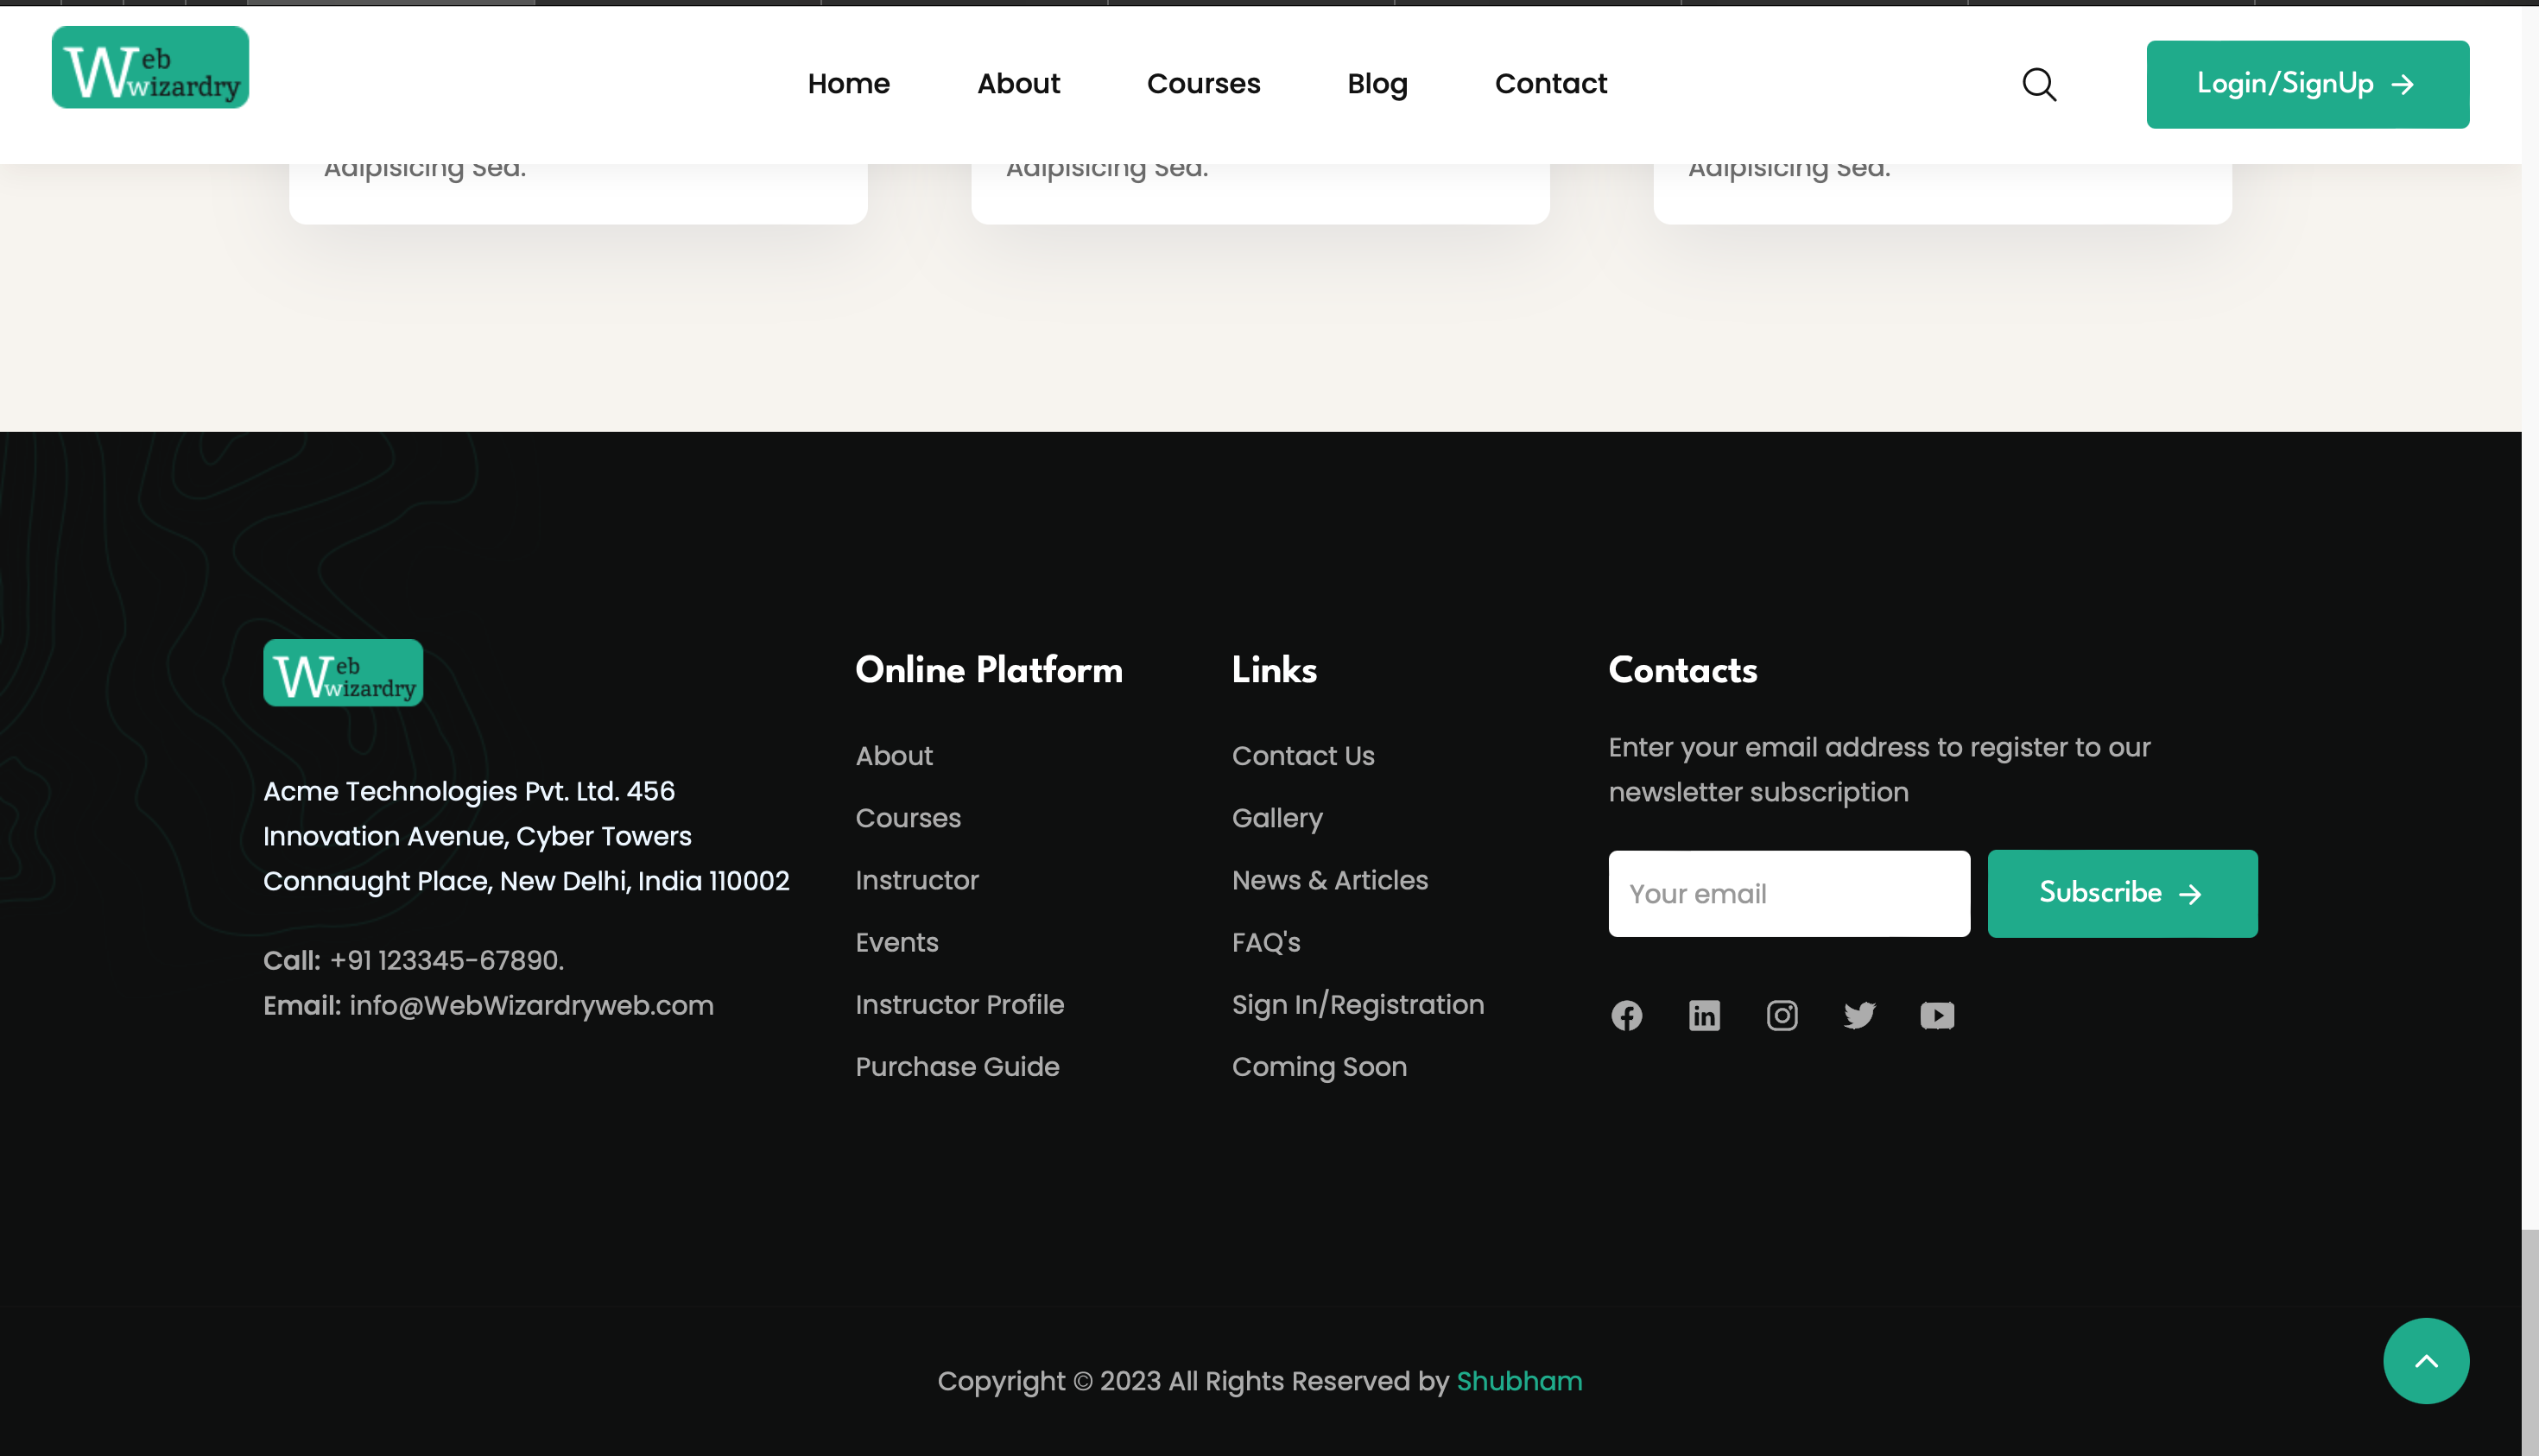 Web
wizardry
Home About Courses Blog Contact
Login/SignUp
Adipisicing Sed. Adipisicing Sed. Adipisicing Sed.
Web
wizardry
Acme Technologies Pvt. Ltd. 456
Innovation Avenue, Cyber Towers
Connaught Place, New Delhi, India 110002
Call: +91 123345-67890.
Email: info@WebWizardryweb.com
Online Platform
About
Courses
Instructor
Events
Instructor Profile
Purchase Guide
Links
Contact Us
Gallery
News & Articles
FAQ's
Sign In/Registration
Coming Soon
Contacts
Enter your email address to register to our
newsletter subscription
Your email
Subscribe
Copyright © 2023 All Rights Reserved by Shubham